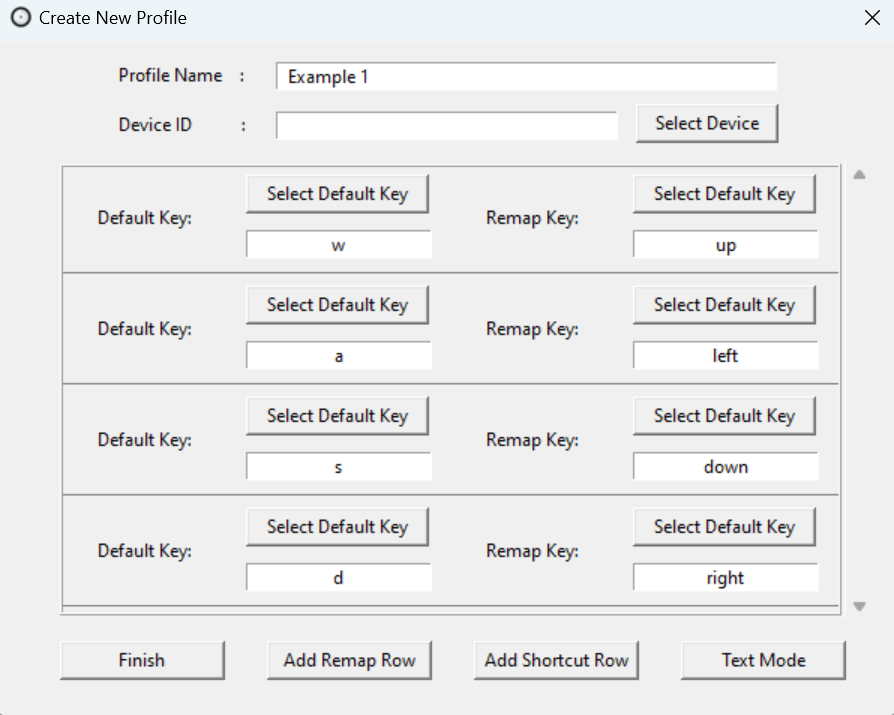 Create New Profile
Profile Name : Example 1
Device ID : Select Device
Select Default Key Select Default Key
Default Key: Remap Key:
w up
Select Default Key Select Default Key
Default Key: Remap Key:
a left
Select Default Key Select Default Key
Default Key: Remap Key:
s down
Select Default Key Select Default Key
Default Key: Remap Key:
d right
Finish Add Remap Row Add Shortcut Row Text Mode